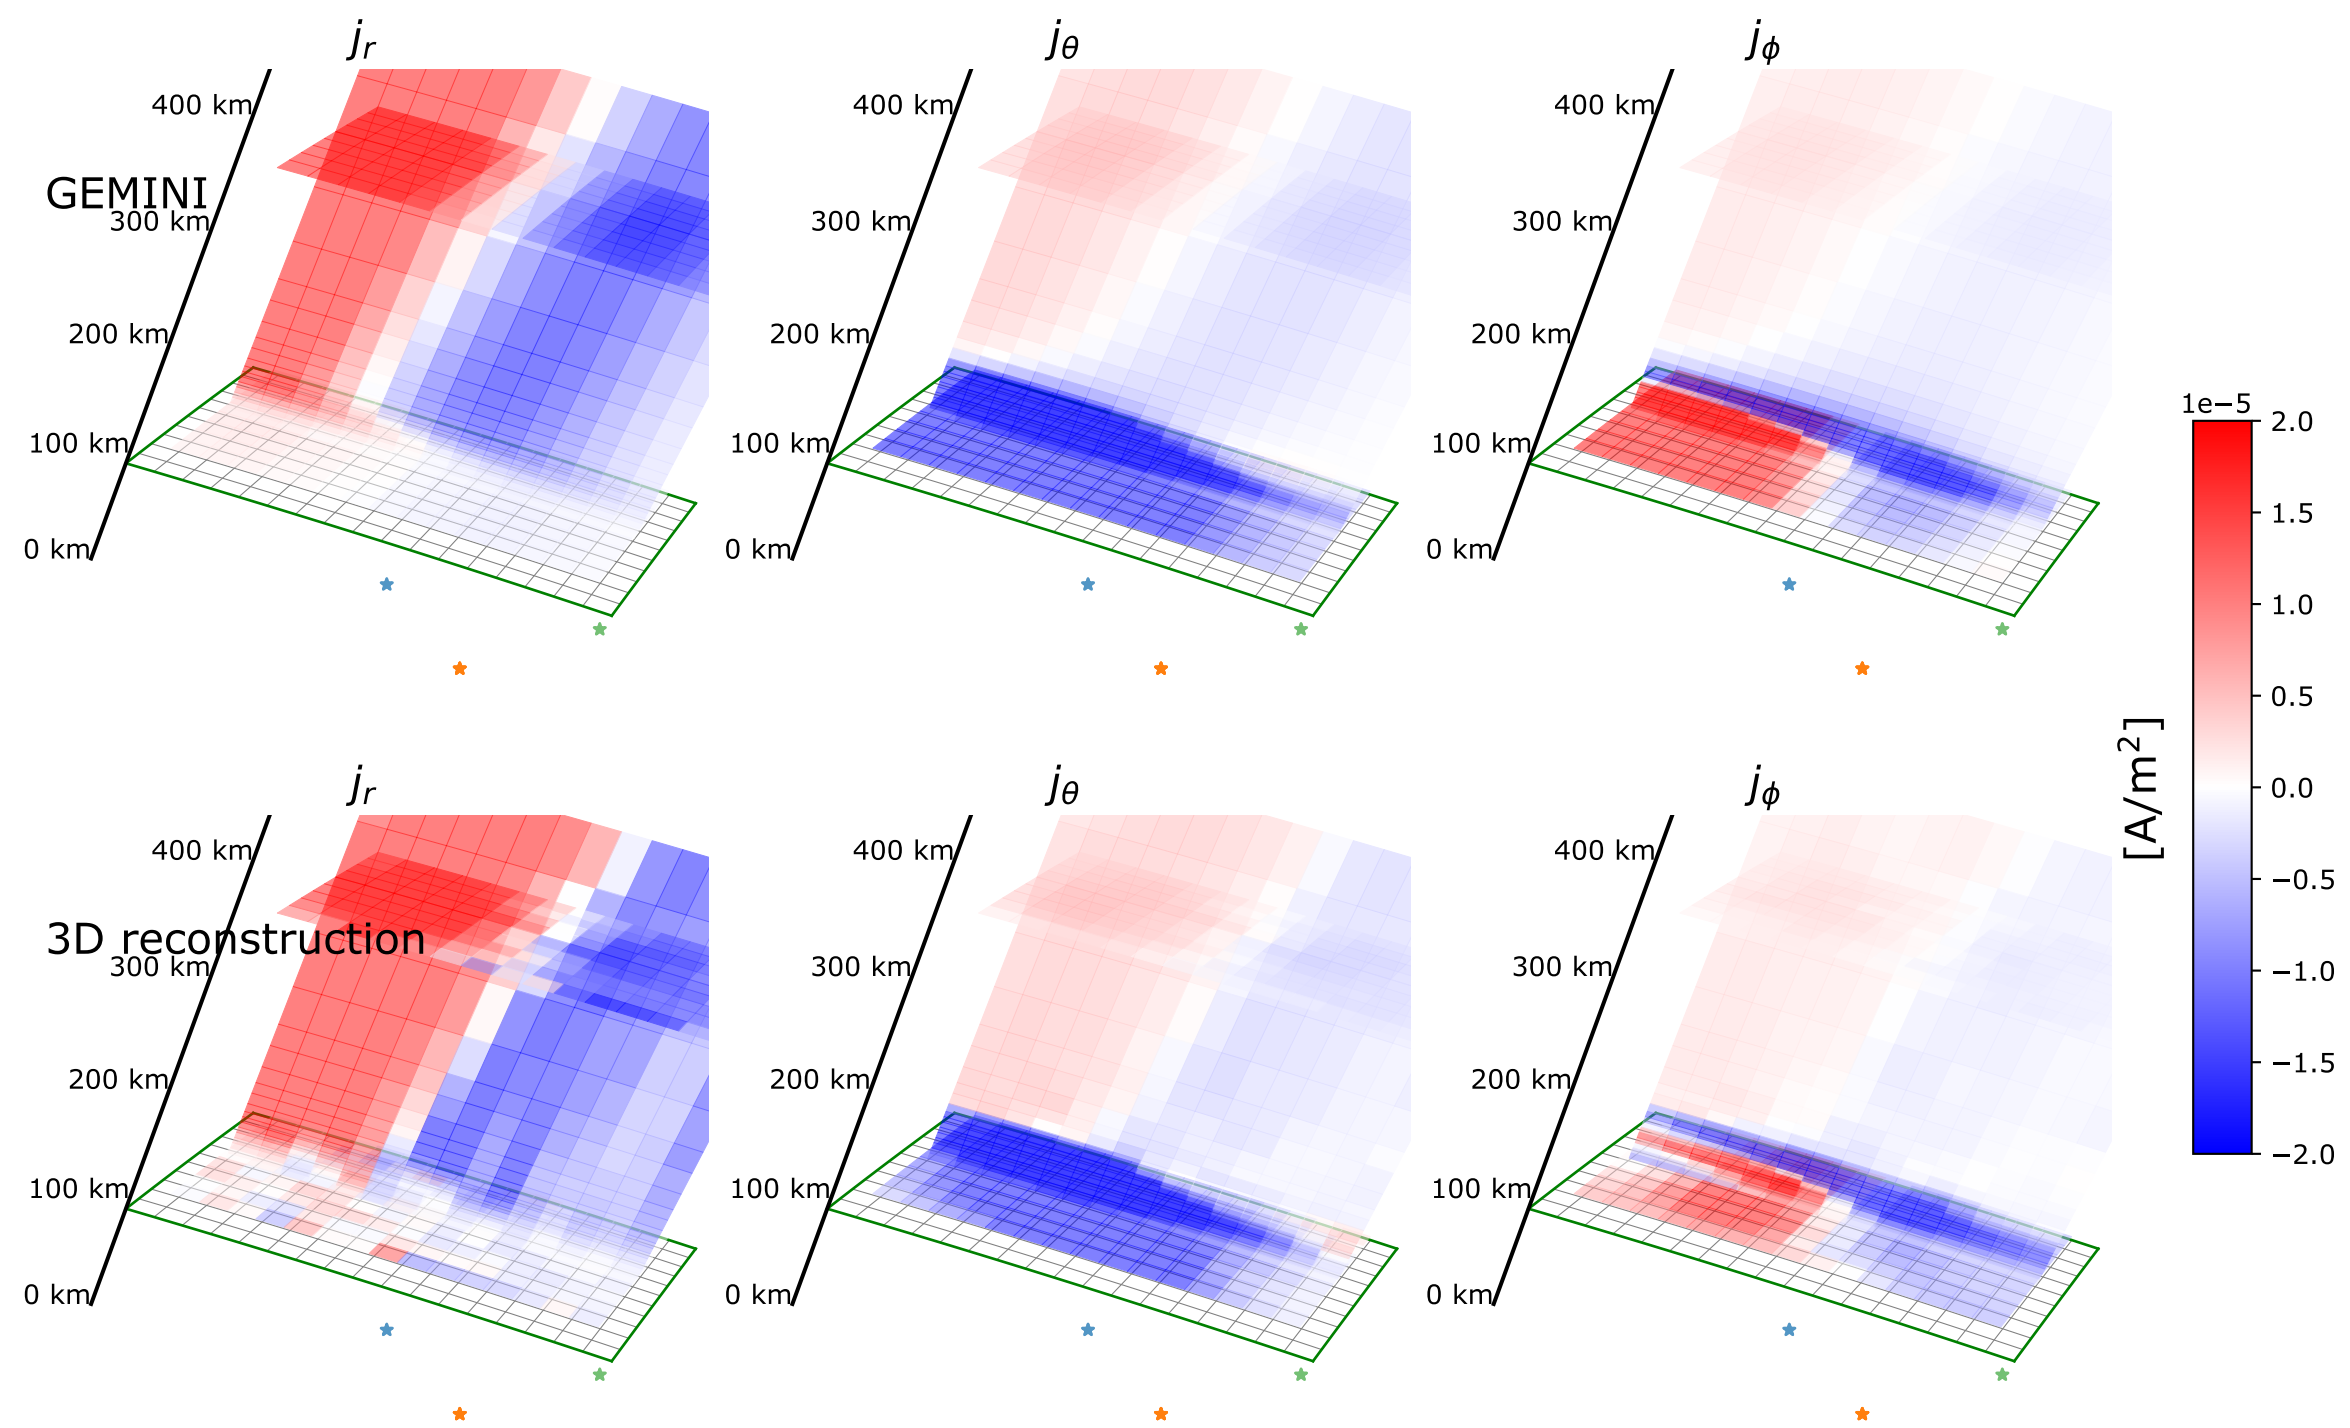 j_r j_θ j_ϕ
400 km 400 km 400 km
GEMINI
300 km 300 km 300 km
200 km 200 km 200 km
100 km 100 km 100 km
0 km 0 km 0 km
j_r j_θ j_ϕ
400 km 400 km 400 km
3D reconstruction
300 km 300 km 300 km
200 km 200 km 200 km
100 km 100 km 100 km
0 km 0 km 0 km
1e−5
2.0
1.5
1.0
0.5
0.0
−0.5
−1.0
−1.5
−2.0
[A/m²]